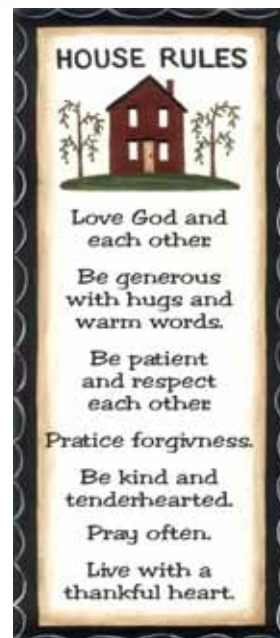 HOUSE RULES
Love God and
each other
Be generous
with hugs and
warm words.
Be patient
and respect
each other
Pratice forgivness.
Be kind and
tenderhearted.
Pray often.
Live with a
thankful heart.